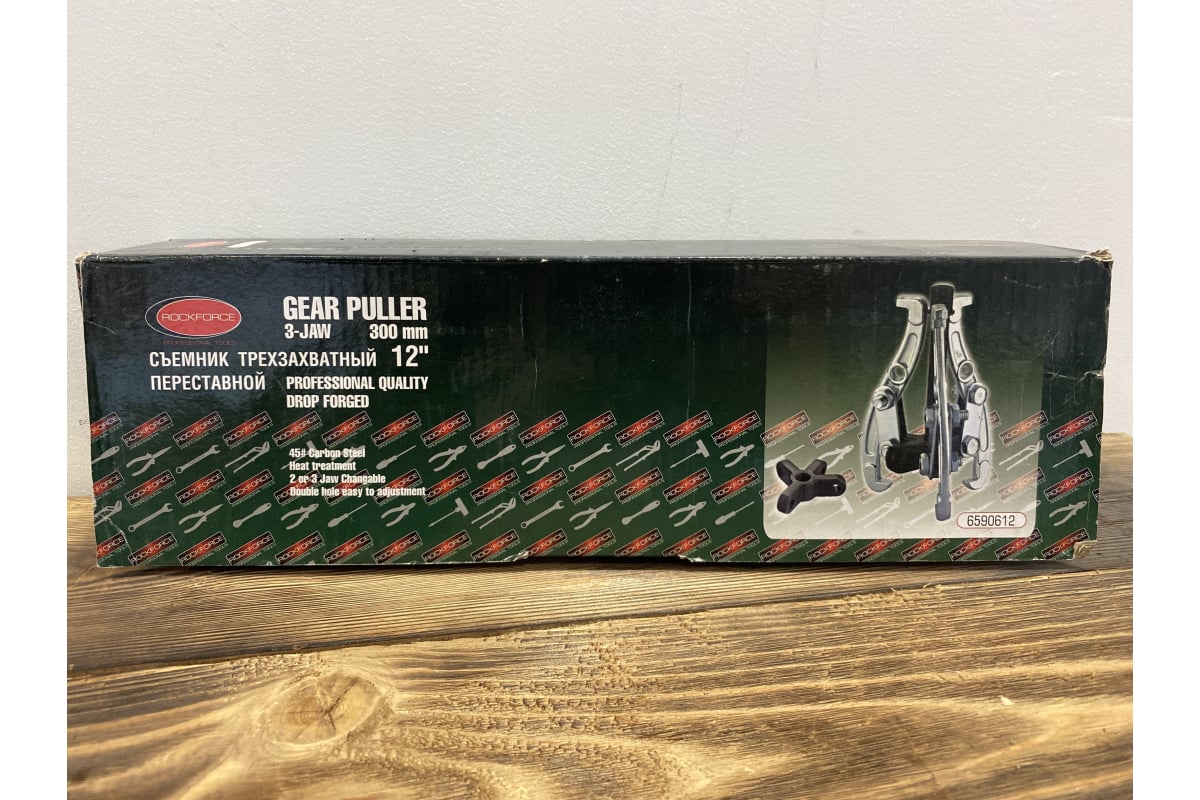 ROCKFORCE
PROFESSIONAL TOOLS
GEAR PULLER
3-JAW 300 mm
СЪЕМНИК ТРЕХЗАХВАТНЫЙ 12"
ПЕРЕСТАВНОЙ PROFESSIONAL QUALITY
DROP FORGED
45# Carbon Steel
Heat treatment
2 or 3 Jaw Changable
Double hole easy to adjustment
6590612